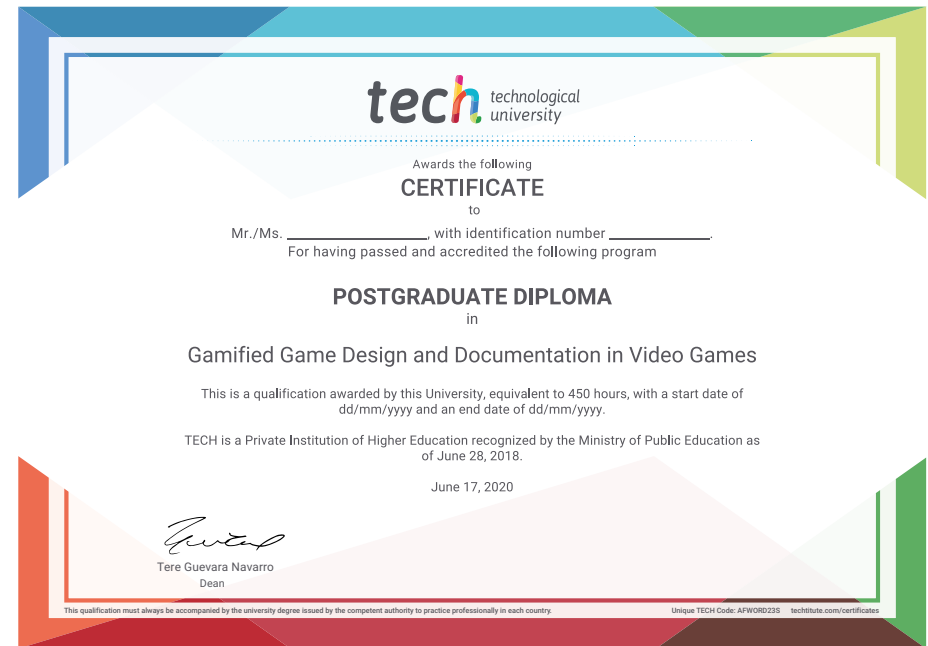 tech technological
university
Awards the following
CERTIFICATE
to
Mr./Ms. ____________________, with identification number ______________.
For having passed and accredited the following program
POSTGRADUATE DIPLOMA
in
Gamified Game Design and Documentation in Video Games
This is a qualification awarded by this University, equivalent to 450 hours, with a start date of
dd/mm/yyyy and an end date of dd/mm/yyyy.
TECH is a Private Institution of Higher Education recognized by the Ministry of Public Education as
of June 28, 2018.
June 17, 2020
Tere Guevara Navarro
Dean
This qualification must always be accompanied by the university degree issued by the competent authority to practice professionally in each country.
Unique TECH Code: AFWORD23S techtitute.com/certificates